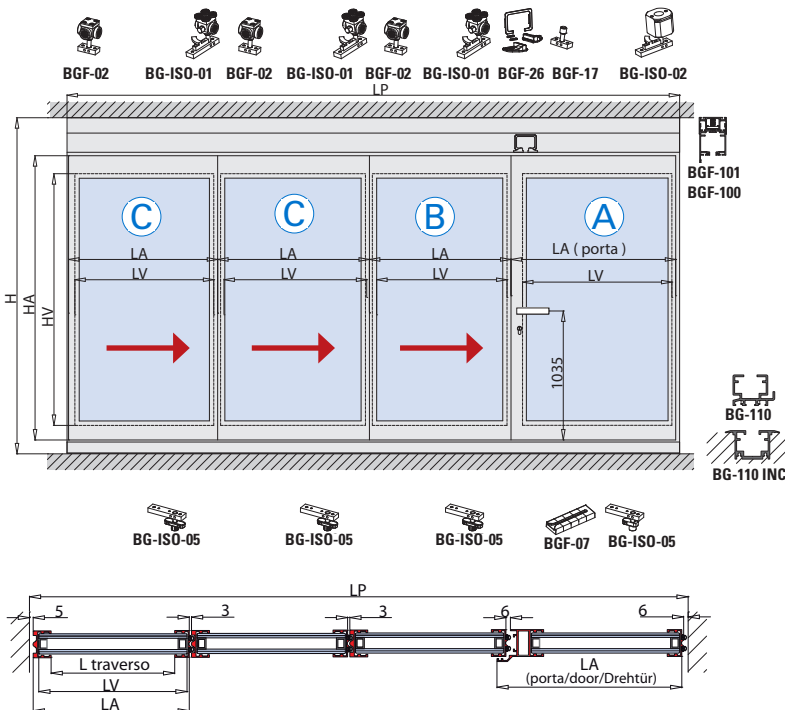 BGF-02 BG-ISO-01 BGF-02 BG-ISO-01 BGF-02 BG-ISO-01 BGF-26 BGF-17 BG-ISO-02
LP
BGF-101
BGF-100
C C B A
LA LA LA LA ( porta )
LV LV LV LV
H
HA
HV
1035
BG-110
BG-110 INC
BG-ISO-05 BG-ISO-05 BG-ISO-05 BGF-07 BG-ISO-05
LP
5 3 3 6 6
L traverso
LV
LA
LA
(porta/door/Drehtür)